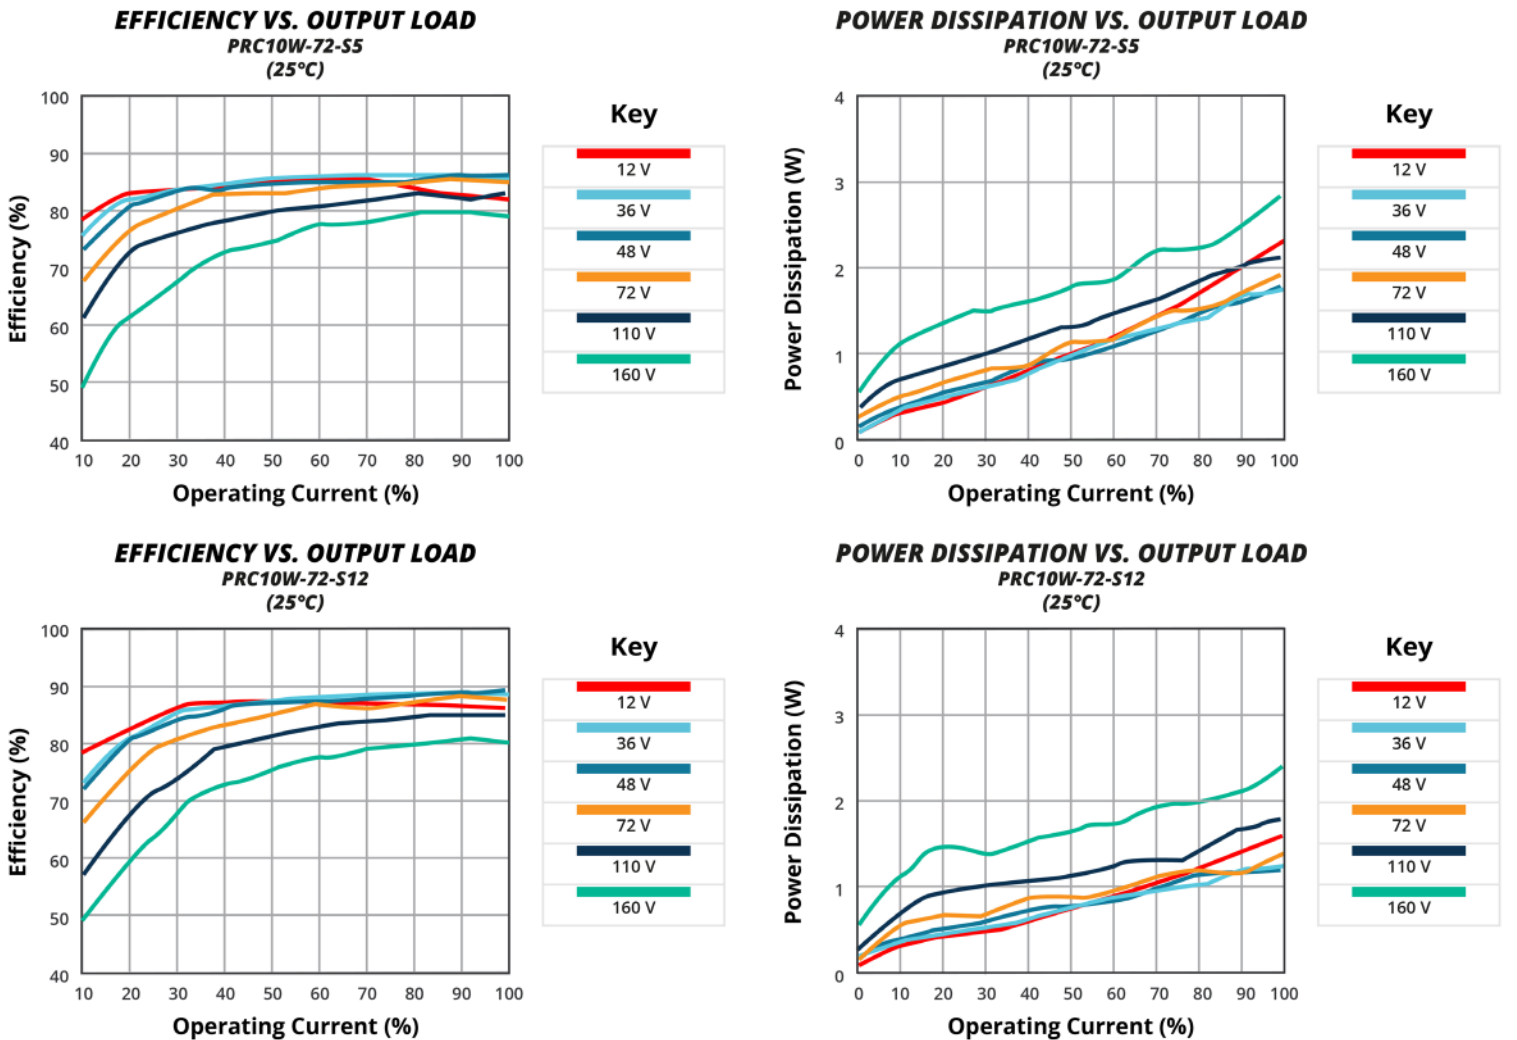 EFFICIENCY VS. OUTPUT LOAD
PRC10W-72-S5
(25°C)
100
90
80
70
60
50
40
Efficiency (%)
10 20 30 40 50 60 70 80 90 100
Operating Current (%)
Key
12 V
36 V
48 V
72 V
110 V
160 V
POWER DISSIPATION VS. OUTPUT LOAD
PRC10W-72-S5
(25°C)
4
3
2
1
0
Power Dissipation (W)
0 10 20 30 40 50 60 70 80 90 100
Operating Current (%)
Key
12 V
36 V
48 V
72 V
110 V
160 V
EFFICIENCY VS. OUTPUT LOAD
PRC10W-72-S12
(25°C)
100
90
80
70
60
50
40
Efficiency (%)
10 20 30 40 50 60 70 80 90 100
Operating Current (%)
Key
12 V
36 V
48 V
72 V
110 V
160 V
POWER DISSIPATION VS. OUTPUT LOAD
PRC10W-72-S12
(25°C)
4
3
2
1
0
Power Dissipation (W)
0 10 20 30 40 50 60 70 80 90 100
Operating Current (%)
Key
12 V
36 V
48 V
72 V
110 V
160 V